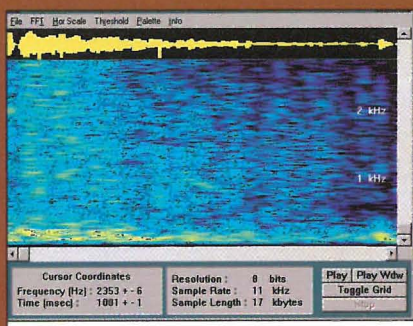 File FFT Hor Scale Threshold Palette Info
2 kHz
1 kHz
Cursor Coordinates
Frequency (Hz) : 2353 + - 6
Time (msec) : 1081 + - 1
Resolution : 8 bits
Sample Rate : 11 kHz
Sample Length : 17 kbytes
Play Play Wdw
Toggle Grid
Stop